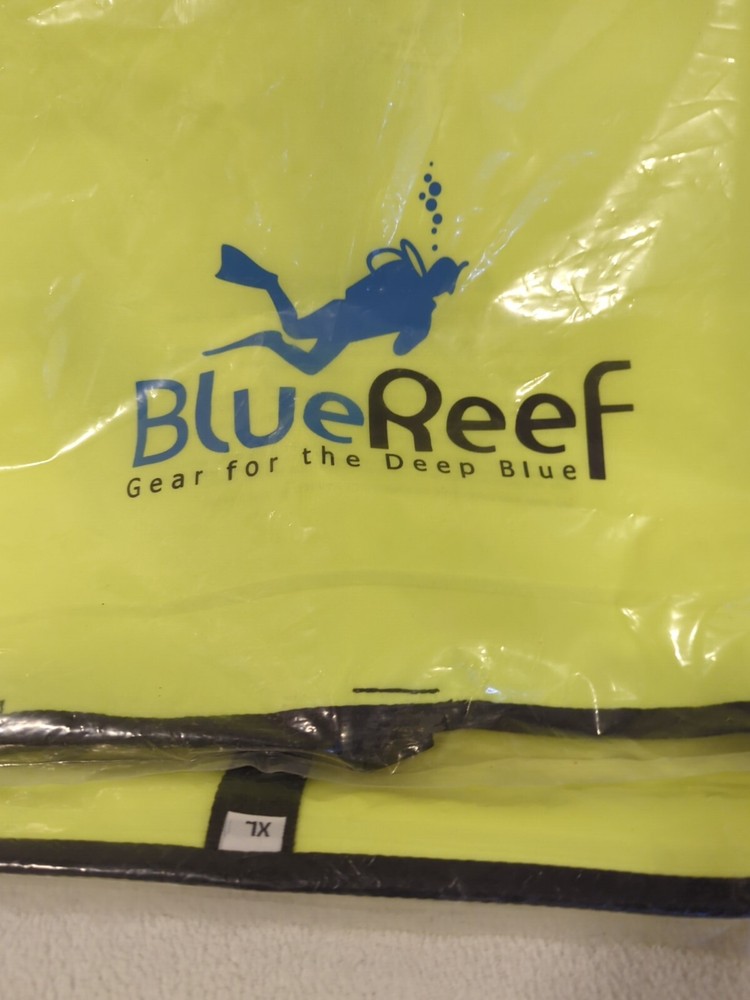 BlueReef
Gear for the Deep Blue
XL